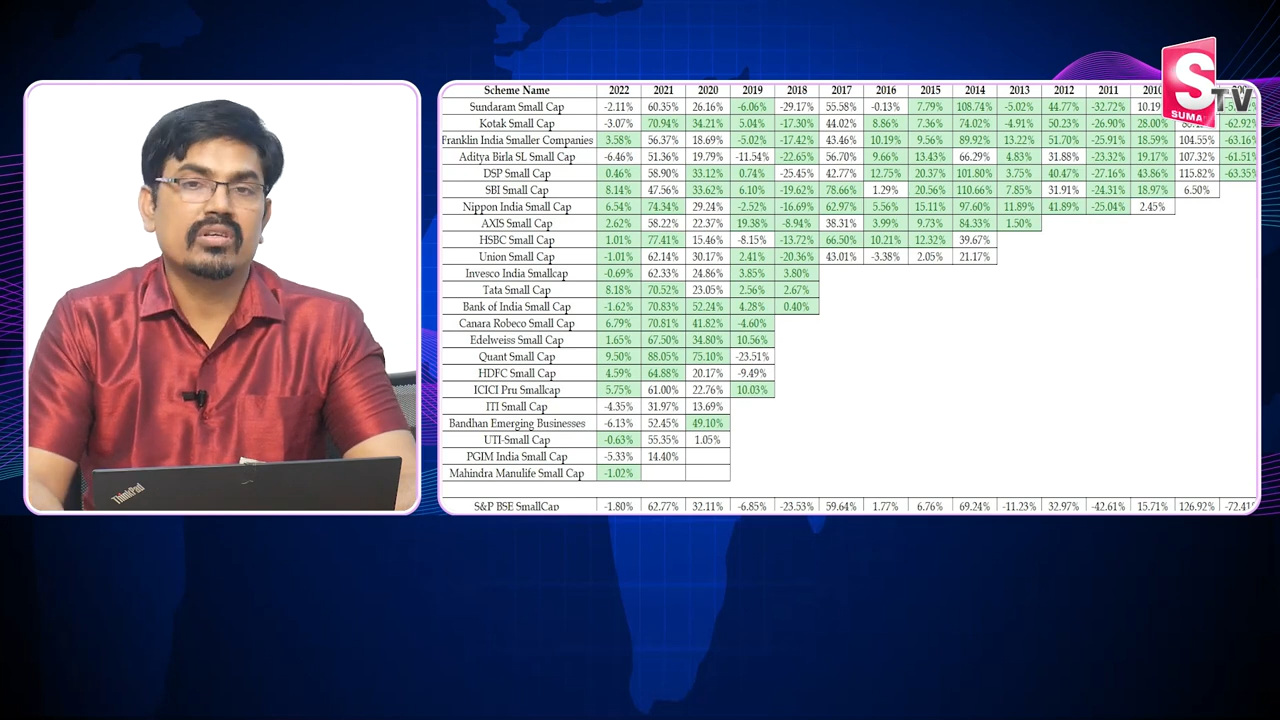 S
SUMAN
TV
Scheme Name 2022 2021 2020 2019 2018 2017 2016 2015 2014 2013 2012 2011 2010
Sundaram Small Cap -2.11% 60.35% 26.16% -6.06% -29.17% 55.58% -0.13% 7.79% 108.74% -5.02% 44.77% -32.72% 10.19
Kotak Small Cap -3.07% 70.94% 34.21% 5.04% -17.30% 44.02% 8.86% 7.36% 74.02% -4.91% 50.23% -26.90% 28.00% -62.92%
Franklin India Smaller Companies 3.58% 56.37% 18.69% -5.02% -17.42% 43.46% 10.19% 9.56% 89.92% 13.22% 51.70% -25.91% 18.59% 104.55% -63.16%
Aditya Birla SL Small Cap -6.46% 51.36% 19.79% -11.54% -22.65% 56.70% 9.66% 13.43% 66.29% 4.83% 31.88% -23.32% 19.17% 107.32% -61.51%
DSP Small Cap 0.46% 58.90% 33.12% 0.74% -25.45% 42.77% 12.75% 20.37% 101.80% 3.75% 40.47% -27.16% 43.86% 115.82% -63.35%
SBI Small Cap 8.14% 47.56% 33.62% 6.10% -19.62% 78.66% 1.29% 20.56% 110.66% 7.85% 31.91% -24.31% 18.97% 6.50%
Nippon India Small Cap 6.54% 74.34% 29.24% -2.52% -16.69% 62.97% 5.56% 15.11% 97.60% 11.89% 41.89% -25.04% 2.45%
AXIS Small Cap 2.62% 58.22% 22.37% 19.38% -8.94% 38.31% 3.99% 9.73% 84.33% 1.50%
HSBC Small Cap 1.01% 77.41% 15.46% -8.15% -13.72% 66.50% 10.21% 12.32% 39.67%
Union Small Cap -1.01% 62.14% 30.17% 2.41% -20.36% 43.01% -3.38% 2.05% 21.17%
Invesco India Smallcap -0.69% 62.33% 24.86% 3.85% 3.80%
Tata Small Cap 8.18% 70.52% 23.05% 2.56% 2.67%
Bank of India Small Cap -1.62% 70.83% 52.24% 4.28% 0.40%
Canara Robeco Small Cap 6.79% 70.81% 41.82% -4.60%
Edelweiss Small Cap 1.65% 67.50% 34.80% 10.56%
Quant Small Cap 9.50% 88.05% 75.10% -23.51%
HDFC Small Cap 4.59% 64.88% 20.17% -9.49%
ICICI Pru Smallcap 5.75% 61.00% 22.76% 10.03%
ITI Small Cap -4.35% 31.97% 13.69%
Bandhan Emerging Businesses -6.13% 52.45% 49.10%
UTI-Small Cap -0.63% 55.35% 1.05%
PGIM India Small Cap -5.33% 14.40%
Mahindra Manulife Small Cap -1.02%
S&P BSE SmallCap -1.80% 62.77% 32.11% -6.85% -23.53% 59.64% 1.77% 6.76% 69.24% -11.23% 32.97% -42.61% 15.71% 126.92% -72.41%
ThinkPad